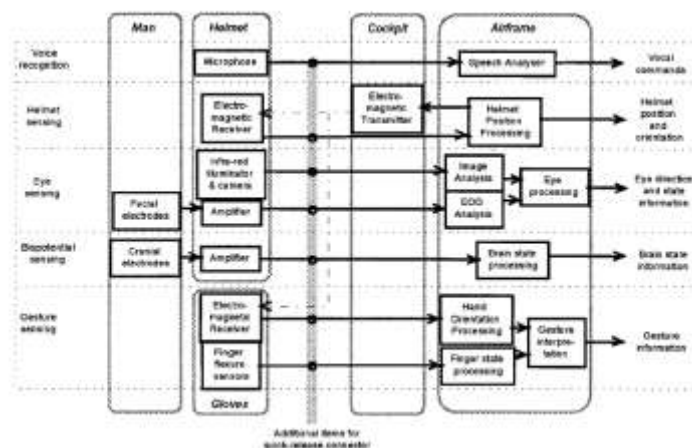 Man
Helmet
Cockpit
Airframe
Voice
recognition
Microphone
Speech Analyser
Vocal
commands
Helmet
sensing
Electro-
magnetic
Receiver
Electro-
magnetic
Transmitter
Helmet
Position
Processing
Helmet
position
and
orientation
Eye
sensing
Infra-red
illuminator
& camera
Image
Analysis
Eye
processing
Eye direction
and state
information
Facial
electrodes
Amplifier
EOG
Analysis
Biopotential
sensing
Cranial
electrodes
Amplifier
Brain state
processing
Brain state
information
Gesture
sensing
Electro-
magnetic
Receiver
Hand
Orientation
Processing
Gesture
interpre-
tation
Gesture
information
Finger
flexure
sensors
Finger state
processing
Gloves
Additional items for
quick-release connector